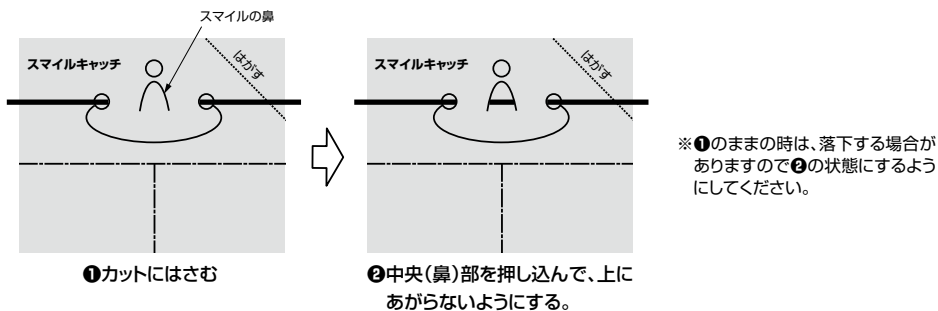 スマイルの鼻
スマイルキャッチ
はがす
❶カットにはさむ
スマイルキャッチ
はがす
❷中央(鼻)部を押し込んで、上に
あがらないようにする。
※❶のままの時は、落下する場合が
ありますので❷の状態にするよう
にしてください。